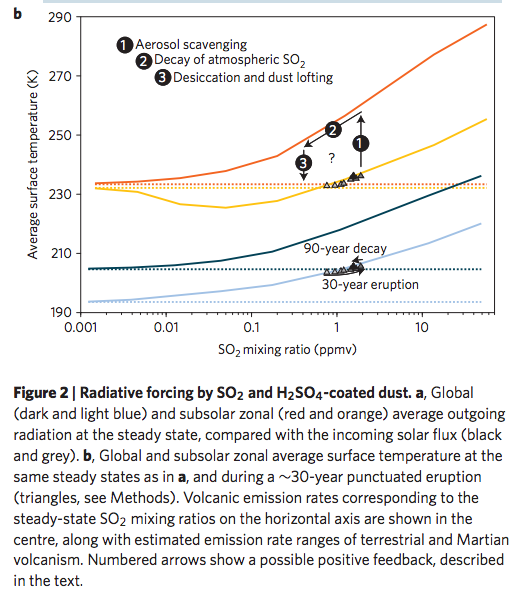 b
290
270
250
230
210
190
Average surface temperature (K)
1 Aerosol scavenging
2 Decay of atmospheric SO₂
3 Desiccation and dust lofting
2
1
3
?
90-year decay
30-year eruption
0.001
0.01
0.1
1
10
SO₂ mixing ratio (ppmv)
Figure 2 | Radiative forcing by SO₂ and H₂SO₄-coated dust. a, Global
(dark and light blue) and subsolar zonal (red and orange) average outgoing
radiation at the steady state, compared with the incoming solar flux (black
and grey). b, Global and subsolar zonal average surface temperature at the
same steady states as in a, and during a ~30-year punctuated eruption
(triangles, see Methods). Volcanic emission rates corresponding to the
steady-state SO₂ mixing ratios on the horizontal axis are shown in the
centre, along with estimated emission rate ranges of terrestrial and Martian
volcanism. Numbered arrows show a possible positive feedback, described
in the text.